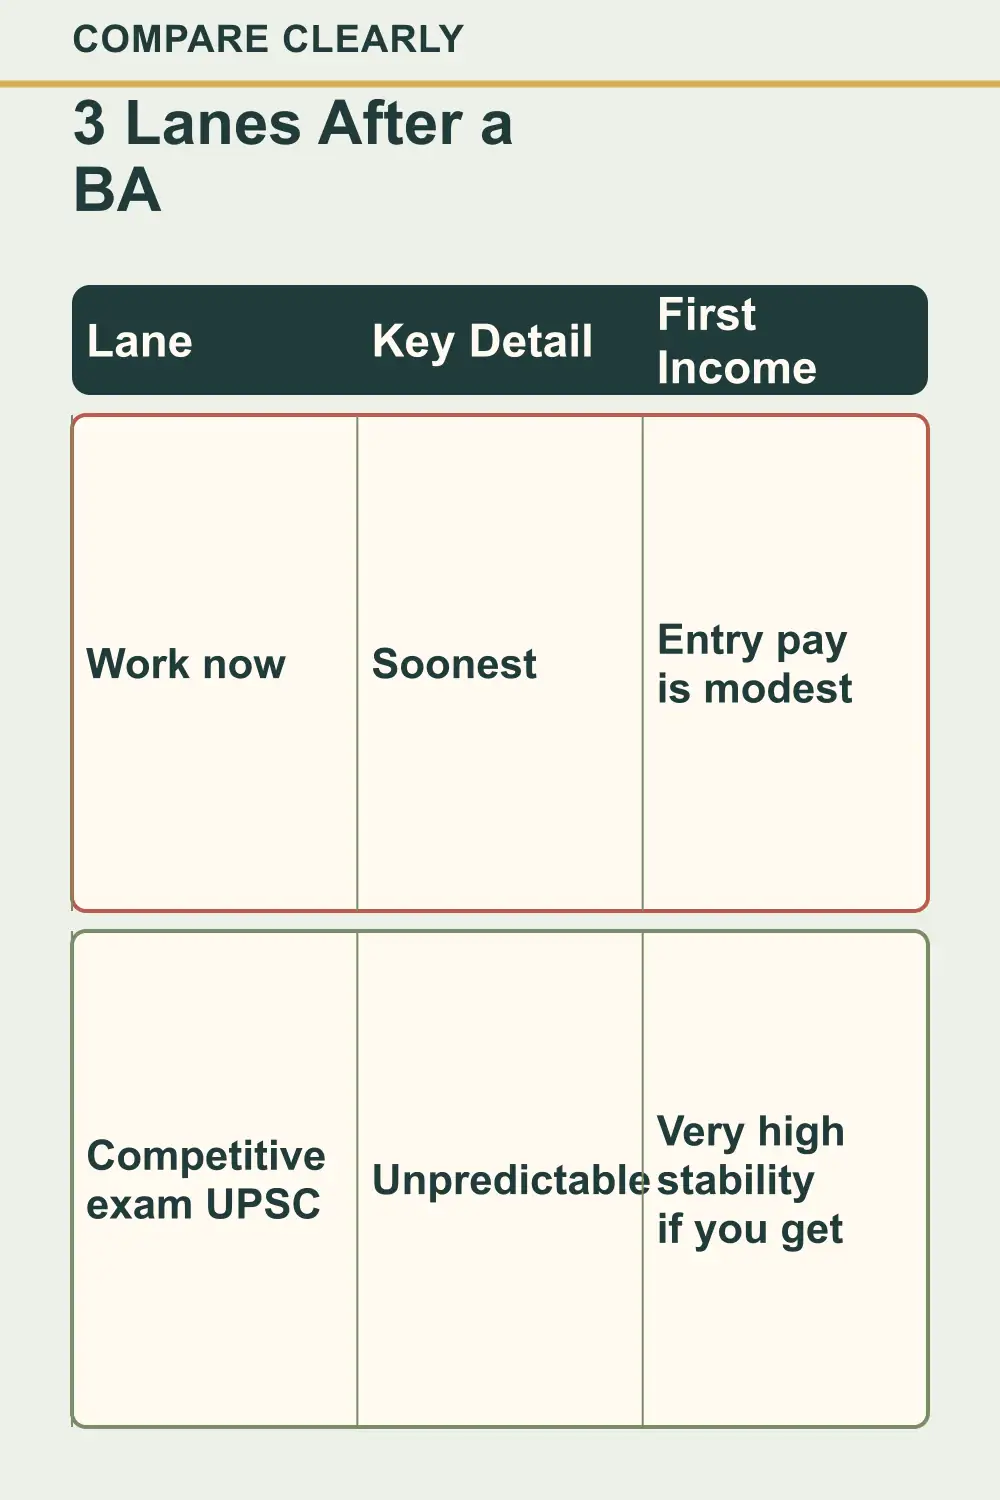 COMPARE CLEARLY
3 Lanes After a
BA
Lane
Key Detail
First
Income
Work now
Soonest
Entry pay
is modest
Competitive
exam UPSC
Unpredictable
Very high
stability
if you get